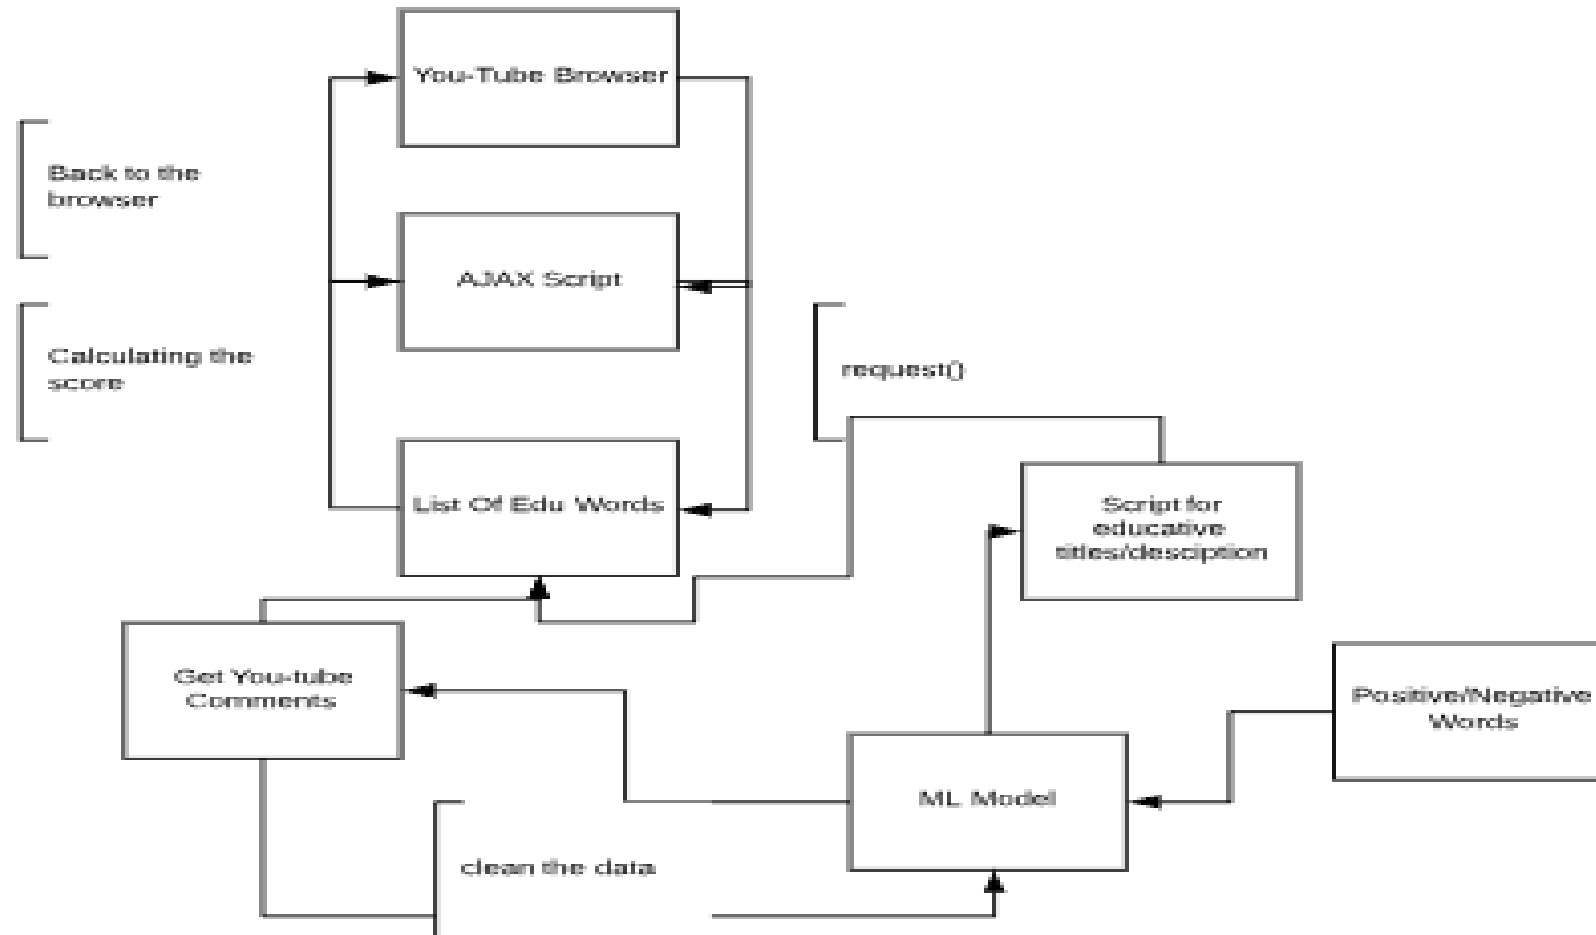 You-Tube Browser
Back to the
browser
AJAX Script
Calculating the
score
request()
List Of Edu Words
Script for
educative
titles/desciption
Get You-tube
Comments
Positive/Negative
Words
ML Model
clean the data